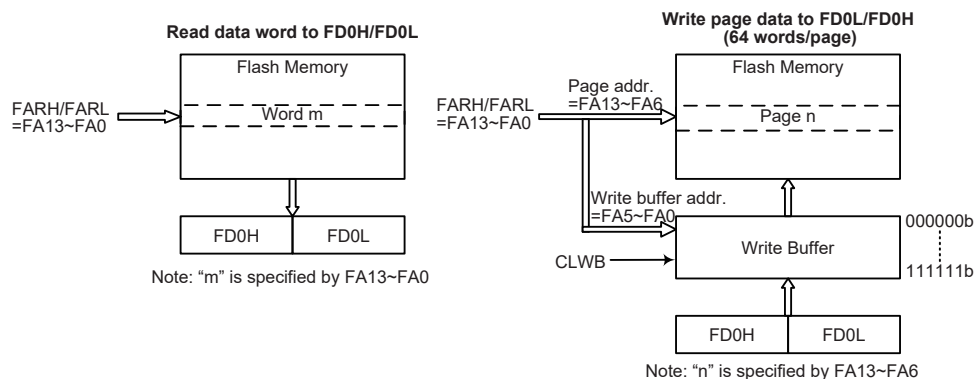 Read data word to FD0H/FD0L
Flash Memory
FARH/FARL
=FA13~FA0
Word m
FD0H
FD0L
Note: “m” is specified by FA13~FA0
Write page data to FD0L/FD0H
(64 words/page)
Flash Memory
Page addr.
=FA13~FA6
FARH/FARL
=FA13~FA0
Page n
Write buffer addr.
=FA5~FA0
000000b
Write Buffer
CLWB
111111b
FD0H
FD0L
Note: “n” is specified by FA13~FA6